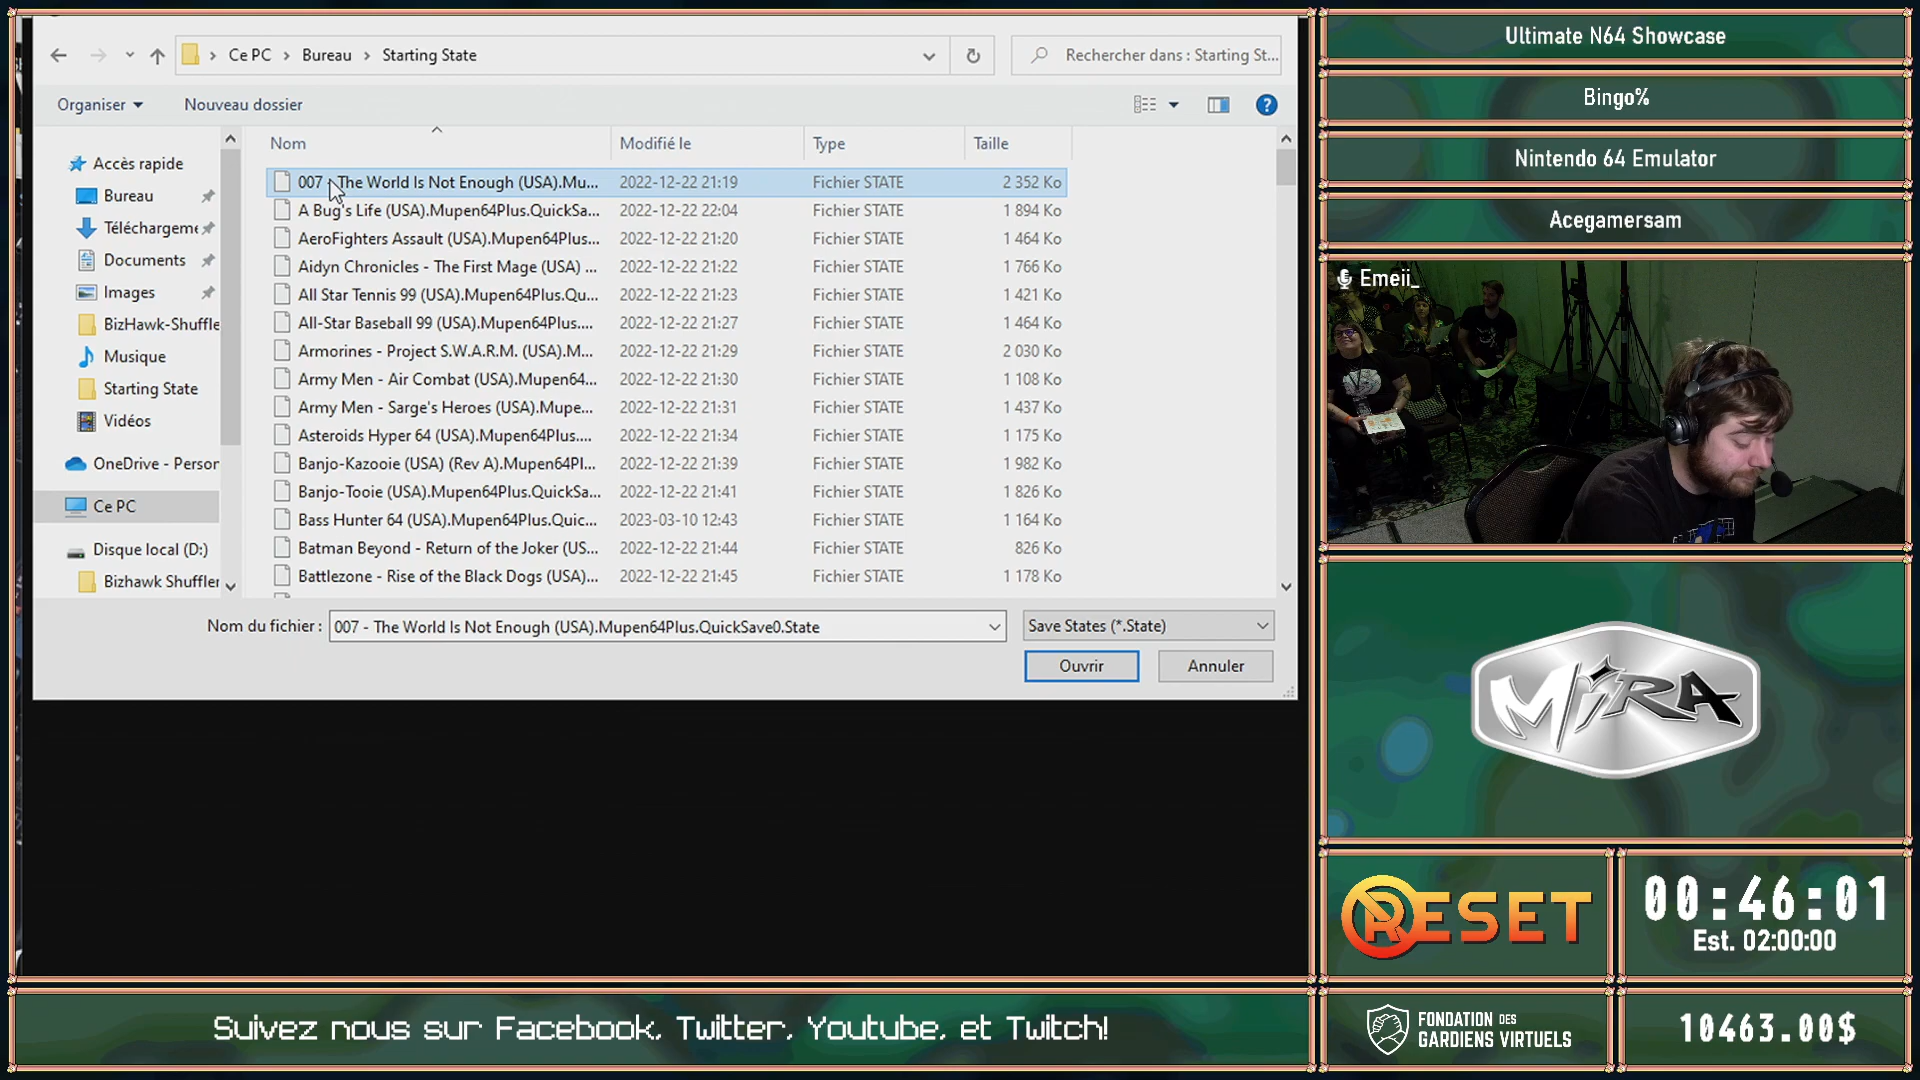 Ce PC
Bureau
Starting State
Rechercher dans : Starting St...
Organiser
Nouveau dossier
Nom
Modifié le
Type
Taille
Accès rapide
Bureau
Téléchargeme
Documents
Images
BizHawk-Shuffle
Musique
Starting State
Vidéos
OneDrive - Person
Ce PC
Disque local (D:)
Bizhawk Shuffler
007 - The World Is Not Enough (USA).Mu... 2022-12-22 21:19 Fichier STATE 2 352 Ko
A Bug's Life (USA).Mupen64Plus.QuickSa... 2022-12-22 22:04 Fichier STATE 1 894 Ko
AeroFighters Assault (USA).Mupen64Plus... 2022-12-22 21:20 Fichier STATE 1 464 Ko
Aidyn Chronicles - The First Mage (USA) ... 2022-12-22 21:22 Fichier STATE 1 766 Ko
All Star Tennis 99 (USA).Mupen64Plus.Qu... 2022-12-22 21:23 Fichier STATE 1 421 Ko
All-Star Baseball 99 (USA).Mupen64Plus.... 2022-12-22 21:27 Fichier STATE 1 464 Ko
Armorines - Project S.W.A.R.M. (USA).M... 2022-12-22 21:29 Fichier STATE 2 030 Ko
Army Men - Air Combat (USA).Mupen64... 2022-12-22 21:30 Fichier STATE 1 108 Ko
Army Men - Sarge's Heroes (USA).Mupe... 2022-12-22 21:31 Fichier STATE 1 437 Ko
Asteroids Hyper 64 (USA).Mupen64Plus.... 2022-12-22 21:34 Fichier STATE 1 175 Ko
Banjo-Kazooie (USA) (Rev A).Mupen64Pl... 2022-12-22 21:39 Fichier STATE 1 982 Ko
Banjo-Tooie (USA).Mupen64Plus.QuickSa... 2022-12-22 21:41 Fichier STATE 1 826 Ko
Bass Hunter 64 (USA).Mupen64Plus.Quic... 2023-03-10 12:43 Fichier STATE 1 164 Ko
Batman Beyond - Return of the Joker (US... 2022-12-22 21:44 Fichier STATE 826 Ko
Battlezone - Rise of the Black Dogs (USA)... 2022-12-22 21:45 Fichier STATE 1 178 Ko
Nom du fichier : 007 - The World Is Not Enough (USA).Mupen64Plus.QuickSave0.State
Save States (*.State)
Ouvrir
Annuler
Ultimate N64 Showcase
Bingo%
Nintendo 64 Emulator
Acegamersam
Emeii_
MiRA
RESET
00:46:01
Est. 02:00:00
Suivez nous sur Facebook, Twitter, Youtube, et Twitch!
FONDATION DES
GARDIENS VIRTUELS
10463.00$